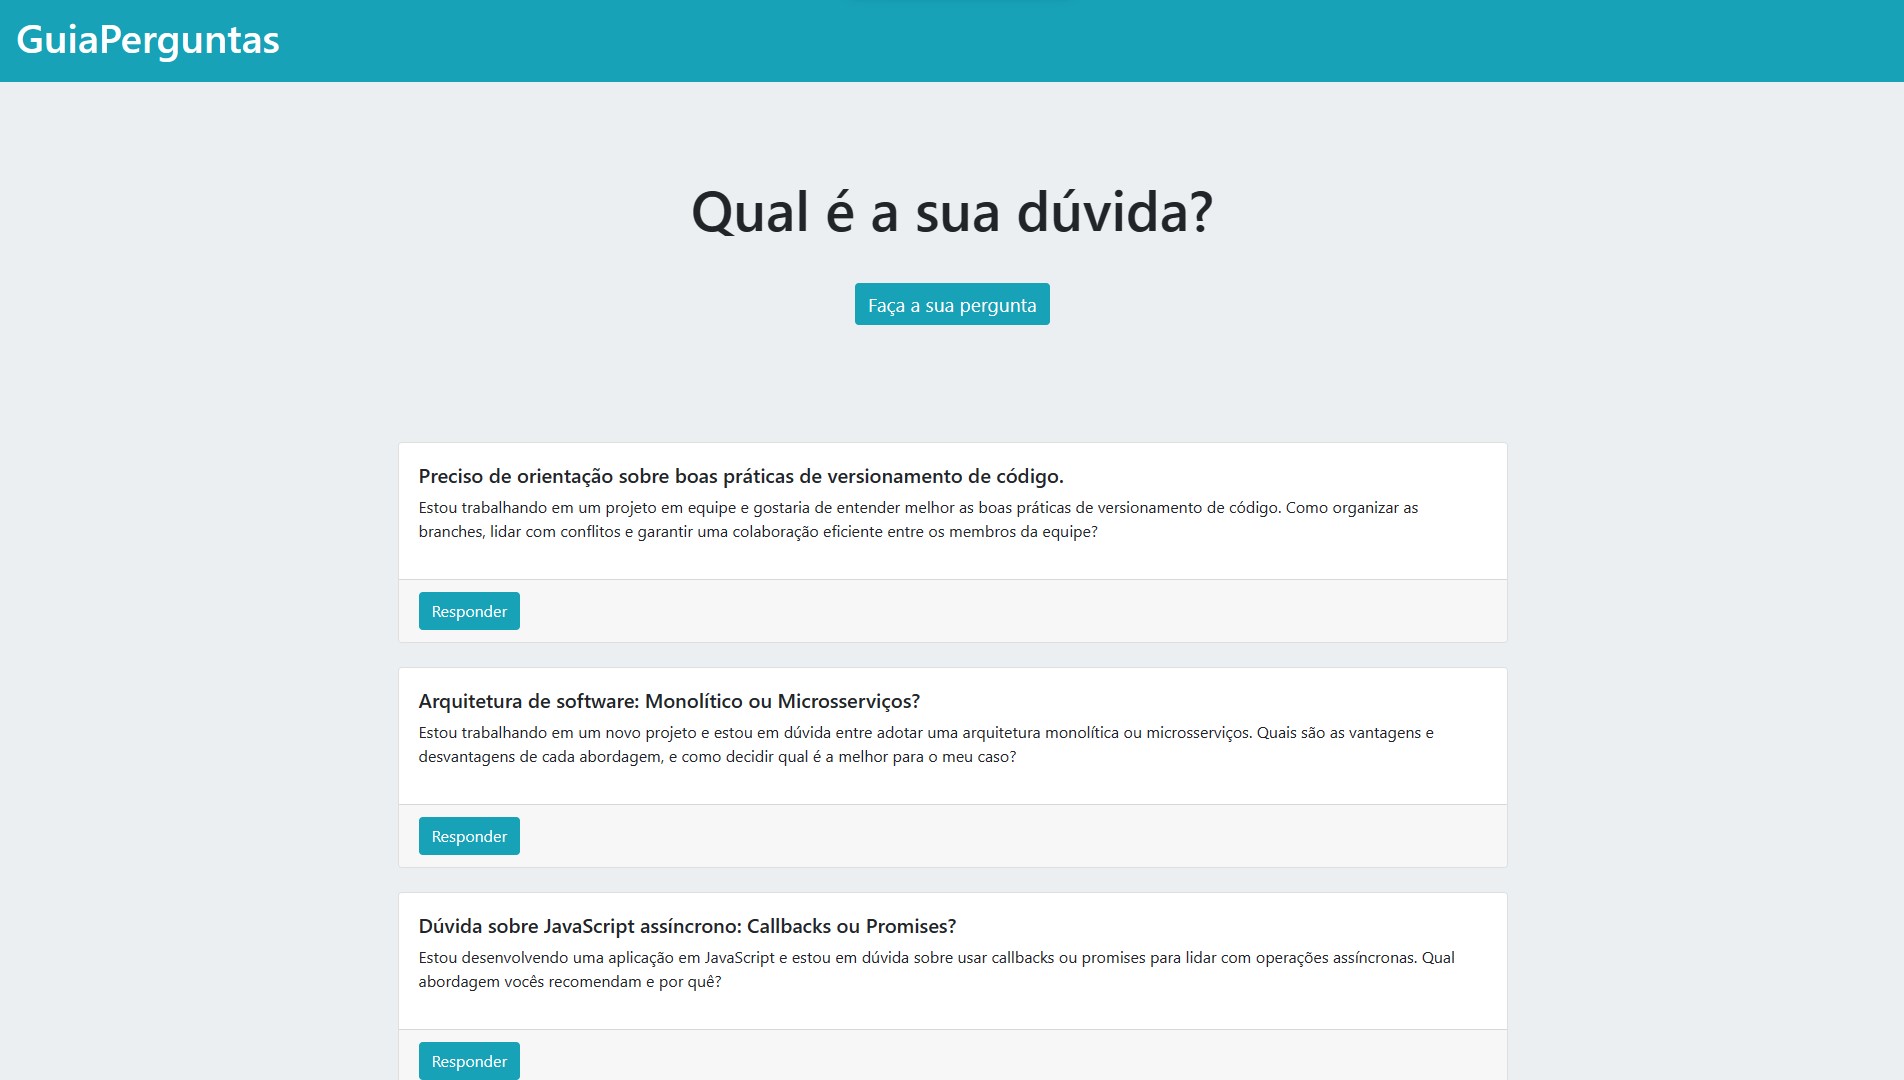 GuiaPerguntas
Qual é a sua dúvida?
Faça a sua pergunta
Preciso de orientação sobre boas práticas de versionamento de código.
Estou trabalhando em um projeto em equipe e gostaria de entender melhor as boas práticas de versionamento de código. Como organizar as
branches, lidar com conflitos e garantir uma colaboração eficiente entre os membros da equipe?
Responder
Arquitetura de software: Monolítico ou Microsserviços?
Estou trabalhando em um novo projeto e estou em dúvida entre adotar uma arquitetura monolítica ou microsserviços. Quais são as vantagens e
desvantagens de cada abordagem, e como decidir qual é a melhor para o meu caso?
Responder
Dúvida sobre JavaScript assíncrono: Callbacks ou Promises?
Estou desenvolvendo uma aplicação em JavaScript e estou em dúvida sobre usar callbacks ou promises para lidar com operações assíncronas. Qual
abordagem vocês recomendam e por quê?
Responder